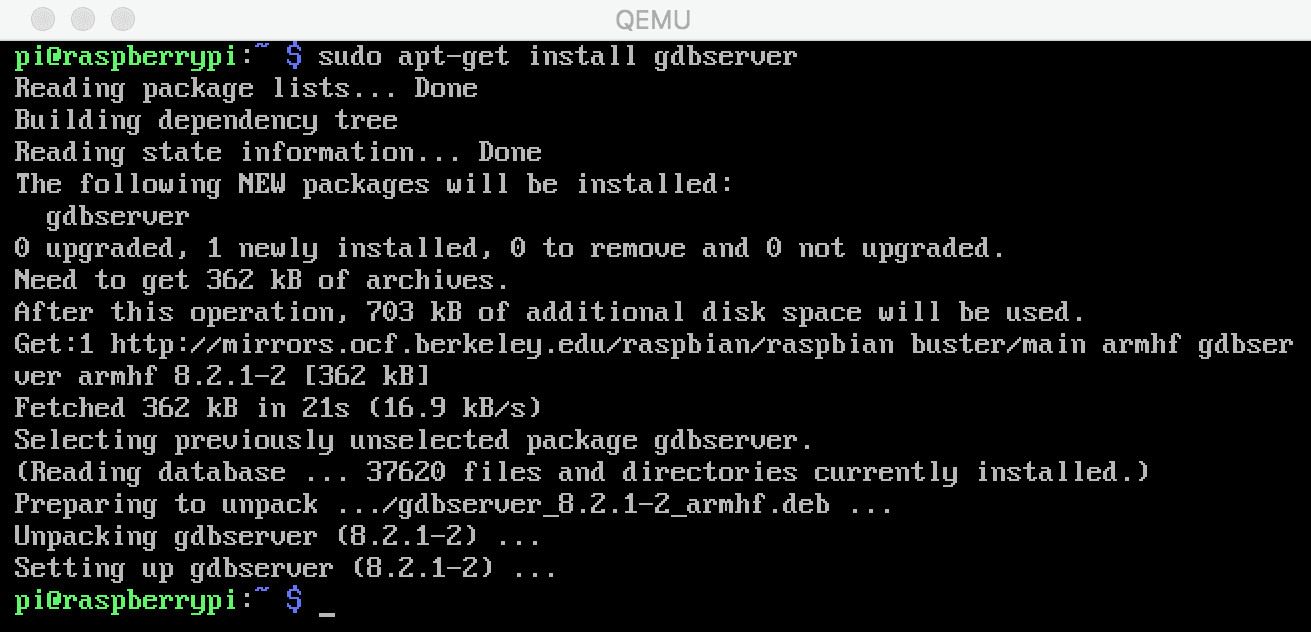 QEMU
pi@raspberrypi:~ $ sudo apt-get install gdbserver
Reading package lists... Done
Building dependency tree
Reading state information... Done
The following NEW packages will be installed:
  gdbserver
0 upgraded, 1 newly installed, 0 to remove and 0 not upgraded.
Need to get 362 kB of archives.
After this operation, 703 kB of additional disk space will be used.
Get:1 http://mirrors.ocf.berkeley.edu/raspbian/raspbian buster/main armhf gdbser
ver armhf 8.2.1-2 [362 kB]
Fetched 362 kB in 21s (16.9 kB/s)
Selecting previously unselected package gdbserver.
(Reading database ... 37620 files and directories currently installed.)
Preparing to unpack .../gdbserver_8.2.1-2_armhf.deb ...
Unpacking gdbserver (8.2.1-2) ...
Setting up gdbserver (8.2.1-2) ...
pi@raspberrypi:~ $ _